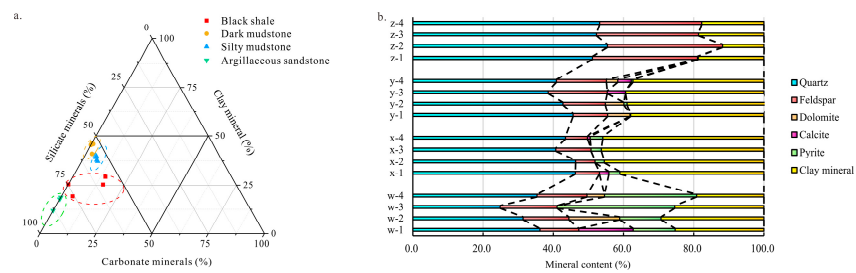 a.
0
100
25
75
50
50
75
25
100
0
0
25
50
75
100
Silicate minerals (%)
Clay mineral (%)
Carbonate minerals (%)
Black shale
Dark mudstone
Silty mudstone
Argillaceous sandstone
b.
z-4
z-3
z-2
z-1
y-4
y-3
y-2
y-1
x-4
x-3
x-2
x-1
w-4
w-3
w-2
w-1
0.0
20.0
40.0
60.0
80.0
100.0
Mineral content (%)
Quartz
Feldspar
Dolomite
Calcite
Pyrite
Clay mineral